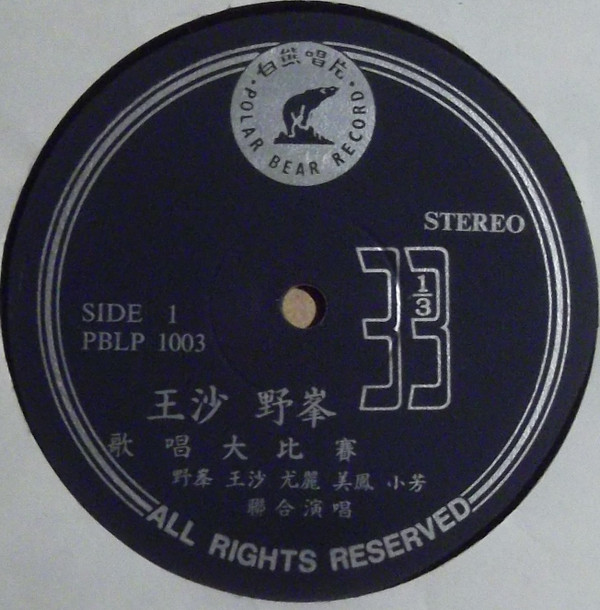 白熊唱片
POLAR BEAR RECORD
STEREO
33 1/3
SIDE 1
PBLP 1003
王沙 野峯
歌唱大比賽
野峯 王沙 尤麗 美鳳 小芳
聯合演唱
ALL RIGHTS RESERVED